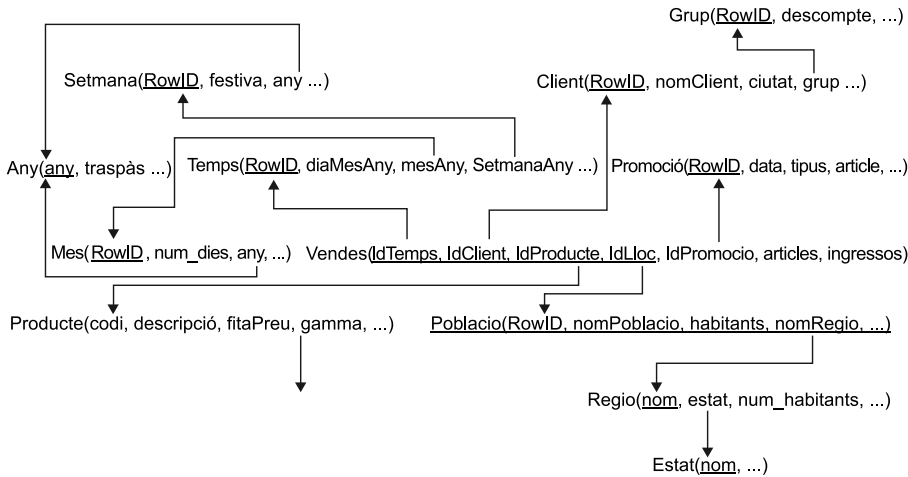 Grup(RowID, descompte, ...)
Setmana(RowID, festiva, any ...)
Client(RowID, nomClient, ciutat, grup ...)
Any(any, traspàs ...)
Temps(RowID, diaMesAny, mesAny, SetmanaAny ...)
Promoció(RowID, data, tipus, article, ...)
Mes(RowID, num_dies, any, ...)
Vendes(IdTemps, IdClient, IdProducte, IdLloc, IdPromocio, articles, ingressos)
Producte(codi, descripció, fitaPreu, gamma, ...)
Poblacio(RowID, nomPoblacio, habitants, nomRegio, ...)
Regio(nom, estat, num_habitants, ...)
Estat(nom, ...)